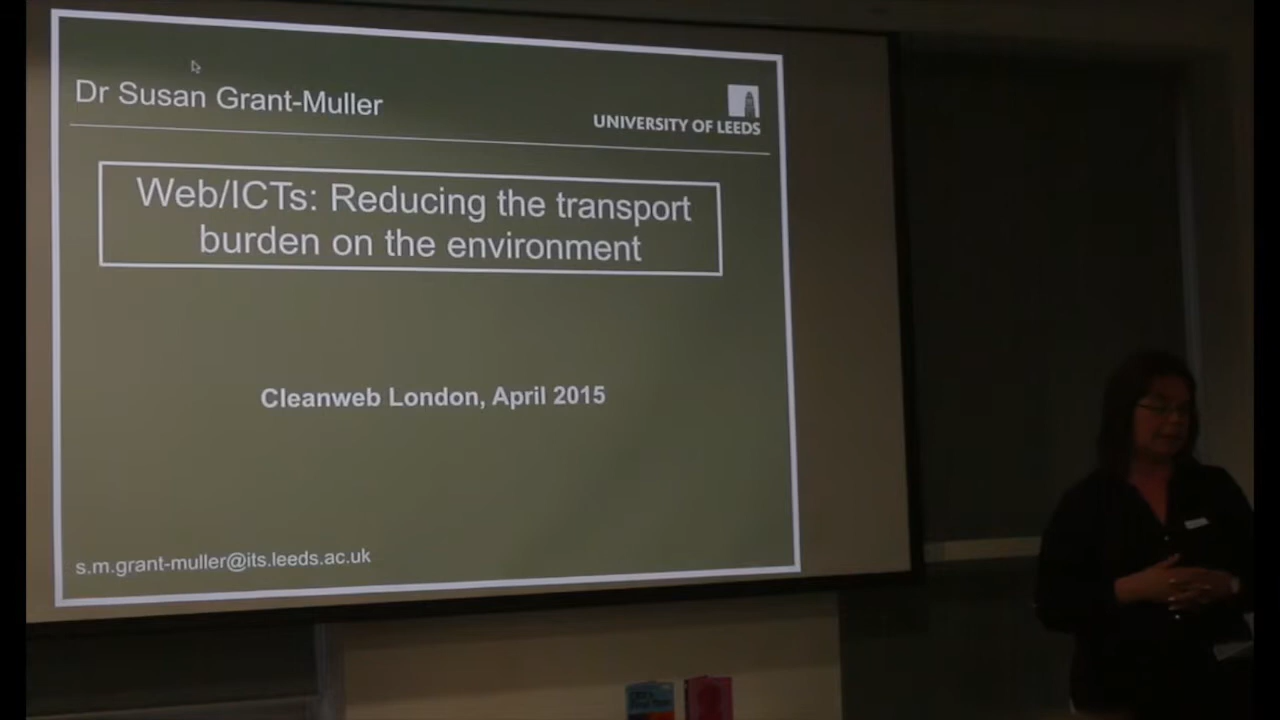 Dr Susan Grant-Muller
UNIVERSITY OF LEEDS
Web/ICTs: Reducing the transport
burden on the environment
Cleanweb London, April 2015
s.m.grant-muller@its.leeds.ac.uk